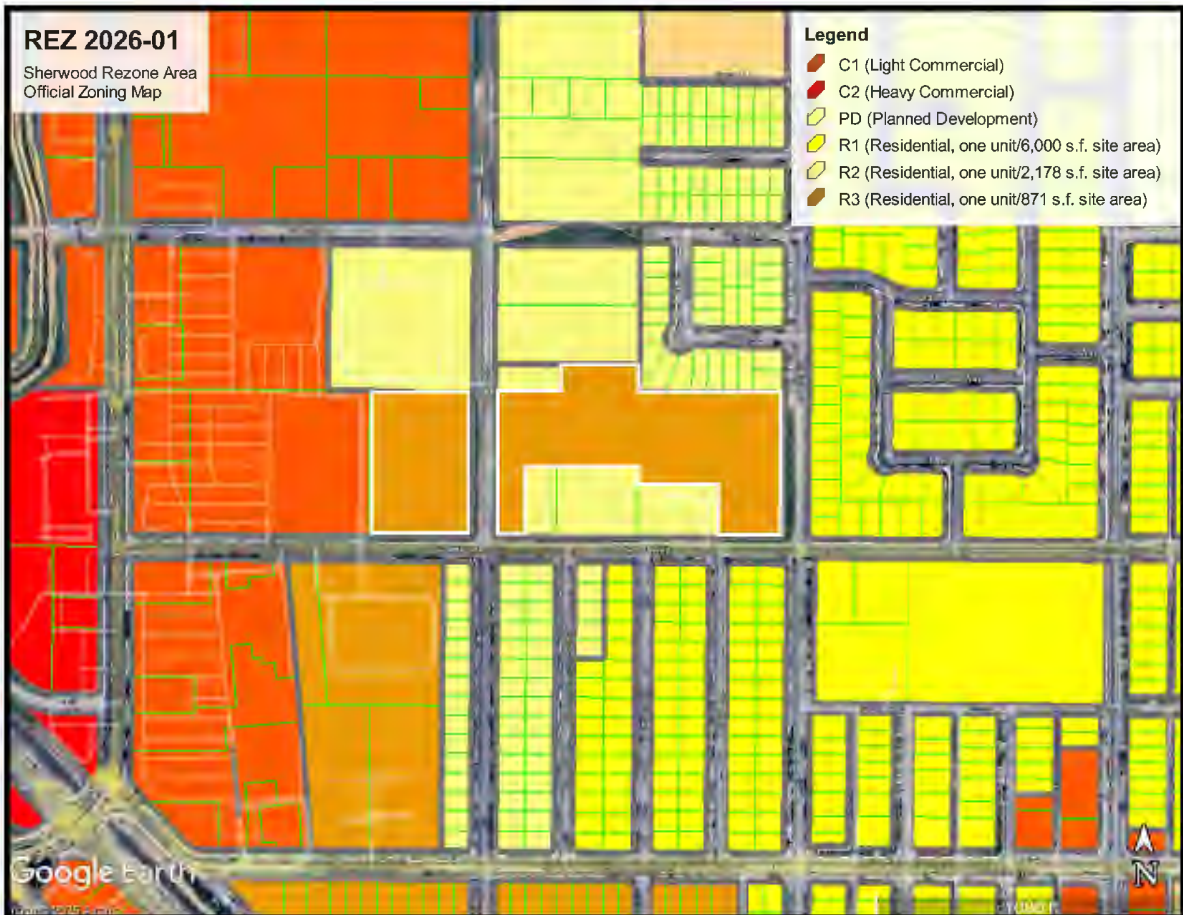 REZ 2026-01
Sherwood Rezone Area
Official Zoning Map
Legend
C1 (Light Commercial)
C2 (Heavy Commercial)
PD (Planned Development)
R1 (Residential, one unit/6,000 s.f. site area)
R2 (Residential, one unit/2,178 s.f. site area)
R3 (Residential, one unit/871 s.f. site area)
Google Earth
N